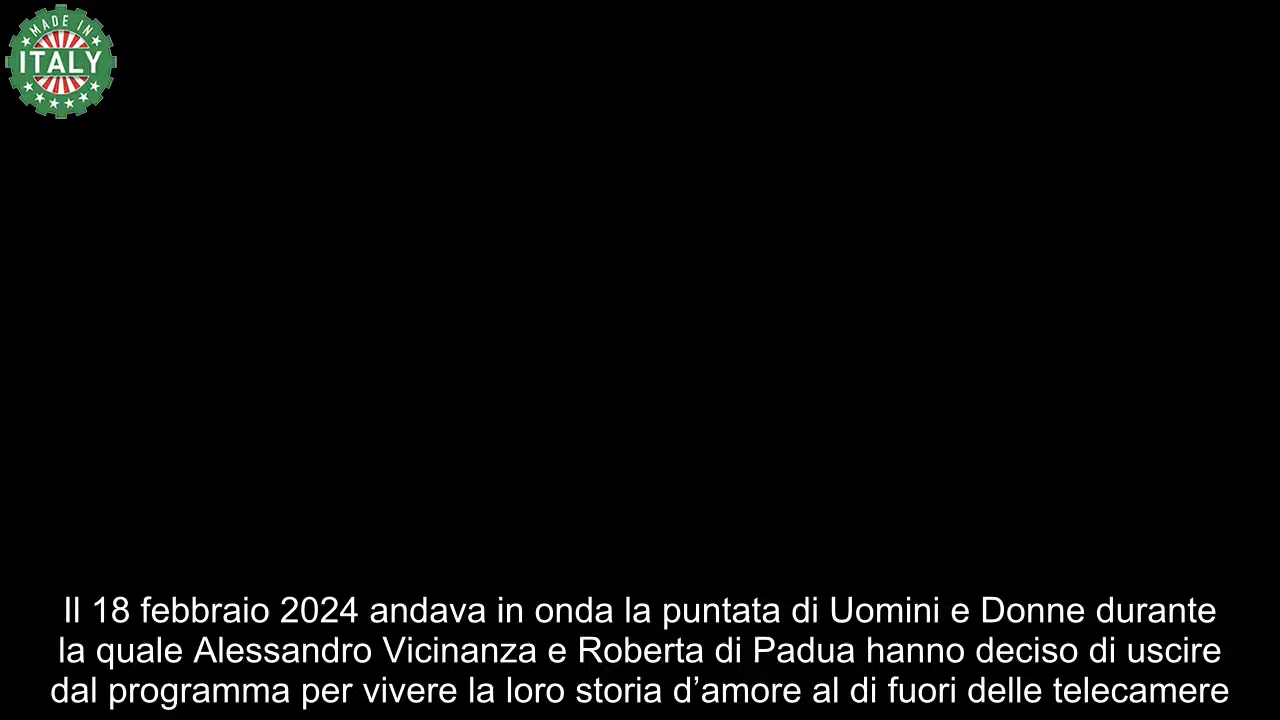 MADE IN
ITALY
Il 18 febbraio 2024 andava in onda la puntata di Uomini e Donne durante
la quale Alessandro Vicinanza e Roberta di Padua hanno deciso di uscire
dal programma per vivere la loro storia d’amore al di fuori delle telecamere